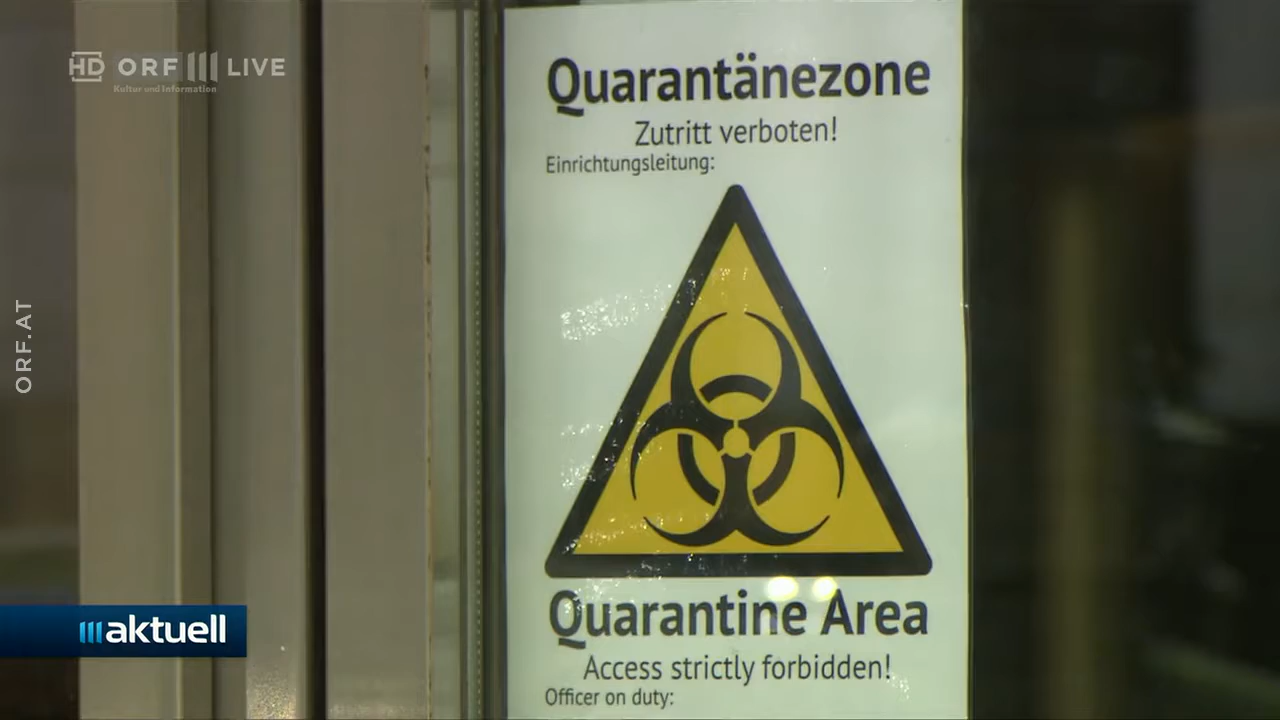 HD ORF III LIVE
Kultur und Information
Quarantänezone
Zutritt verboten!
Einrichtungsleitung:
ORF.AT
Quarantine Area
Access strictly forbidden!
Officer on duty:
III aktuell